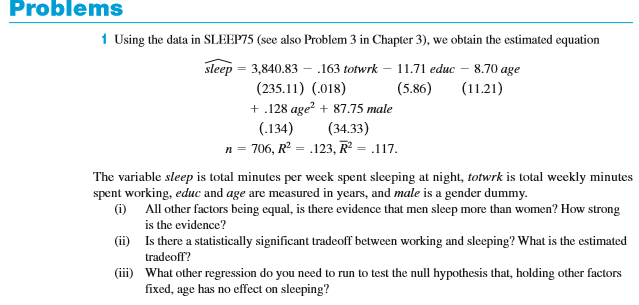 Problems
1 Using the data in SLEEP75 (see also Problem 3 in Chapter 3), we obtain the estimated equation
\widehat{sleep} = 3,840.83 − .163 totwrk − 11.71 educ − 8.70 age
(235.11) (.018) (5.86) (11.21)
+ .128 age² + 87.75 male
(.134) (34.33)
n = 706, R² = .123, R̄² = .117.
The variable sleep is total minutes per week spent sleeping at night, totwrk is total weekly minutes
spent working, educ and age are measured in years, and male is a gender dummy.
(i) All other factors being equal, is there evidence that men sleep more than women? How strong
is the evidence?
(ii) Is there a statistically significant tradeoff between working and sleeping? What is the estimated
tradeoff?
(iii) What other regression do you need to run to test the null hypothesis that, holding other factors
fixed, age has no effect on sleeping?